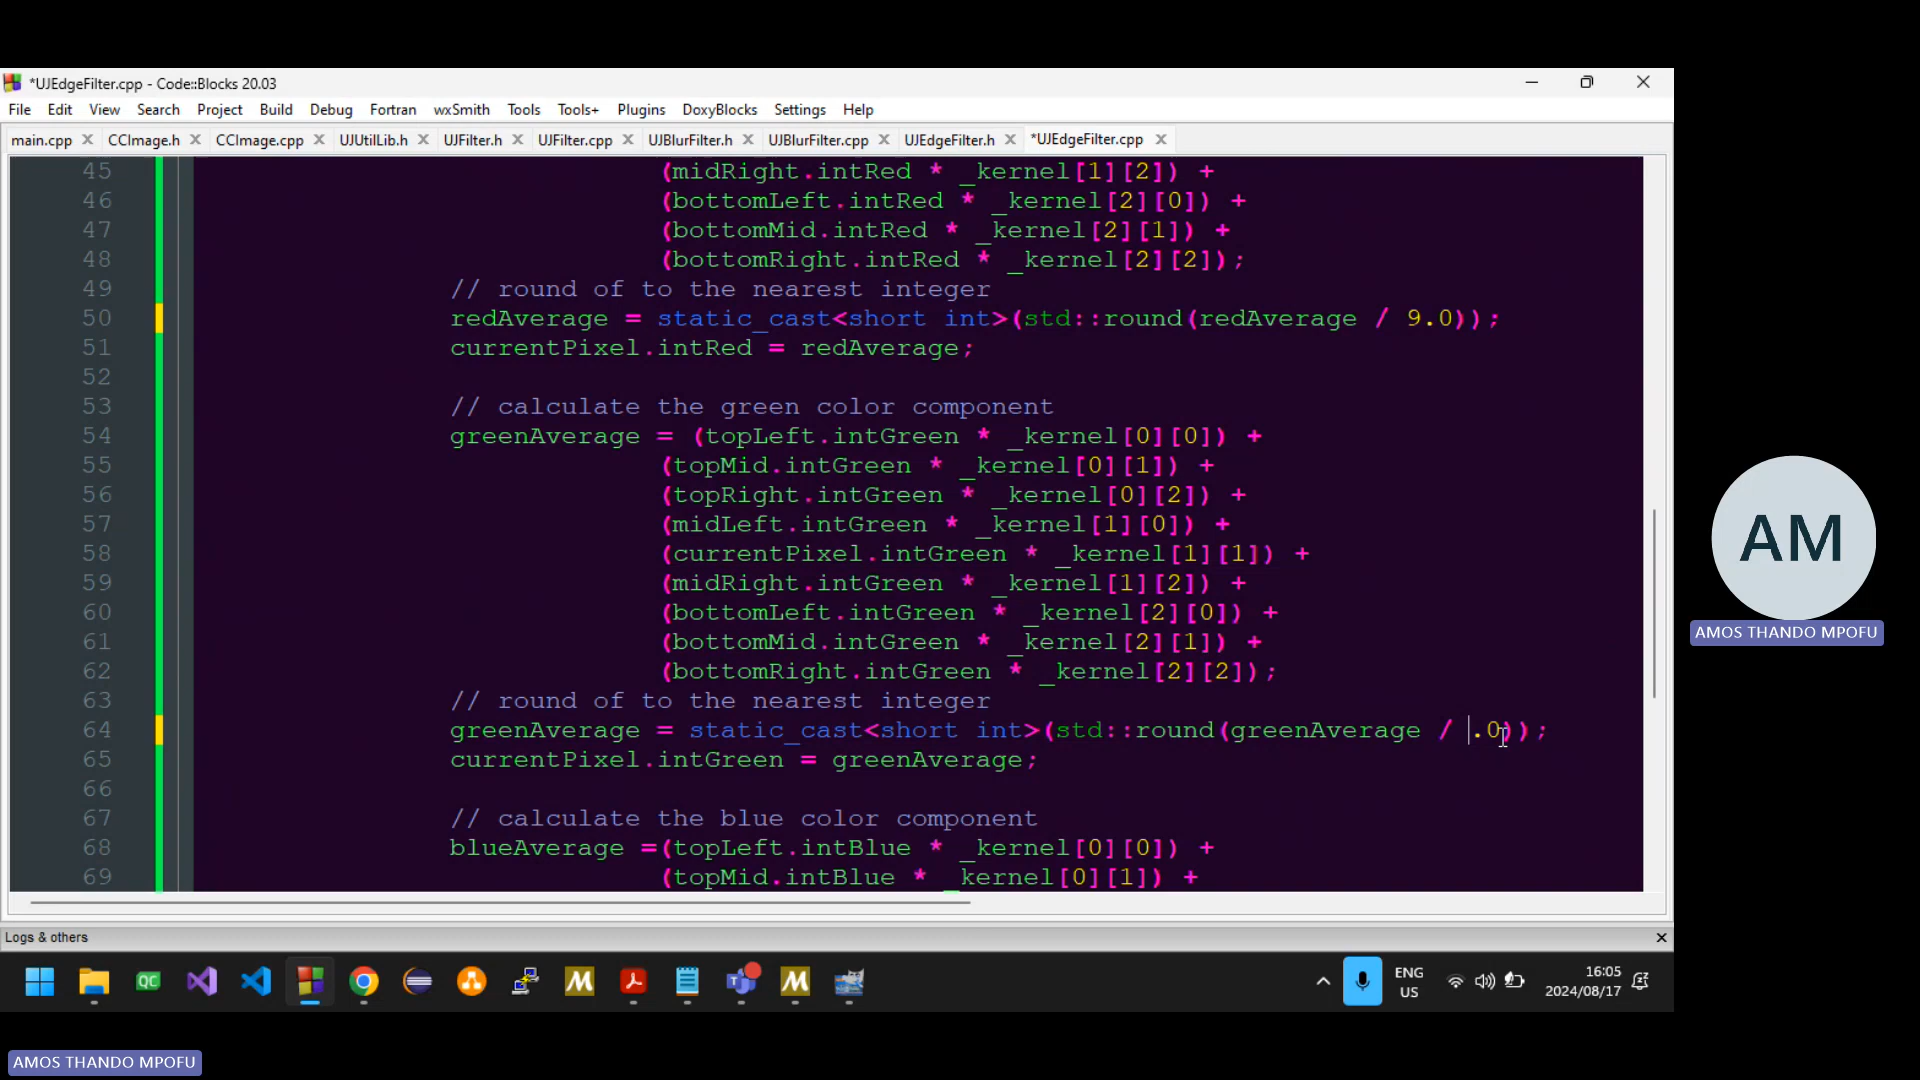 *UJEdgeFilter.cpp - Code::Blocks 20.03
File Edit View Search Project Build Debug Fortran wxSmith Tools Tools+ Plugins DoxyBlocks Settings Help
main.cpp CCImage.h CCImage.cpp UJUtilLib.h UJFilter.h UJFilter.cpp UJBlurFilter.h UJBlurFilter.cpp UJEdgeFilter.h *UJEdgeFilter.cpp
45 (midRight.intRed * _kernel[1][2]) +
46 (bottomLeft.intRed * _kernel[2][0]) +
47 (bottomMid.intRed * _kernel[2][1]) +
48 (bottomRight.intRed * _kernel[2][2]);
49 // round of to the nearest integer
50 redAverage = static_cast<short int>(std::round(redAverage / 9.0));
51 currentPixel.intRed = redAverage;
52
53 // calculate the green color component
54 greenAverage = (topLeft.intGreen * _kernel[0][0]) +
55 (topMid.intGreen * _kernel[0][1]) +
56 (topRight.intGreen * _kernel[0][2]) +
57 (midLeft.intGreen * _kernel[1][0]) +
58 (currentPixel.intGreen * _kernel[1][1]) +
59 (midRight.intGreen * _kernel[1][2]) +
60 (bottomLeft.intGreen * _kernel[2][0]) +
61 (bottomMid.intGreen * _kernel[2][1]) +
62 (bottomRight.intGreen * _kernel[2][2]);
63 // round of to the nearest integer
64 greenAverage = static_cast<short int>(std::round(greenAverage / .0));
65 currentPixel.intGreen = greenAverage;
66
67 // calculate the blue color component
68 blueAverage =(topLeft.intBlue * _kernel[0][0]) +
69 (topMid.intBlue * _kernel[0][1]) +
AM
AMOS THANDO MPOFU
Logs & others
QC
ENG
US
16:05
2024/08/17
AMOS THANDO MPOFU